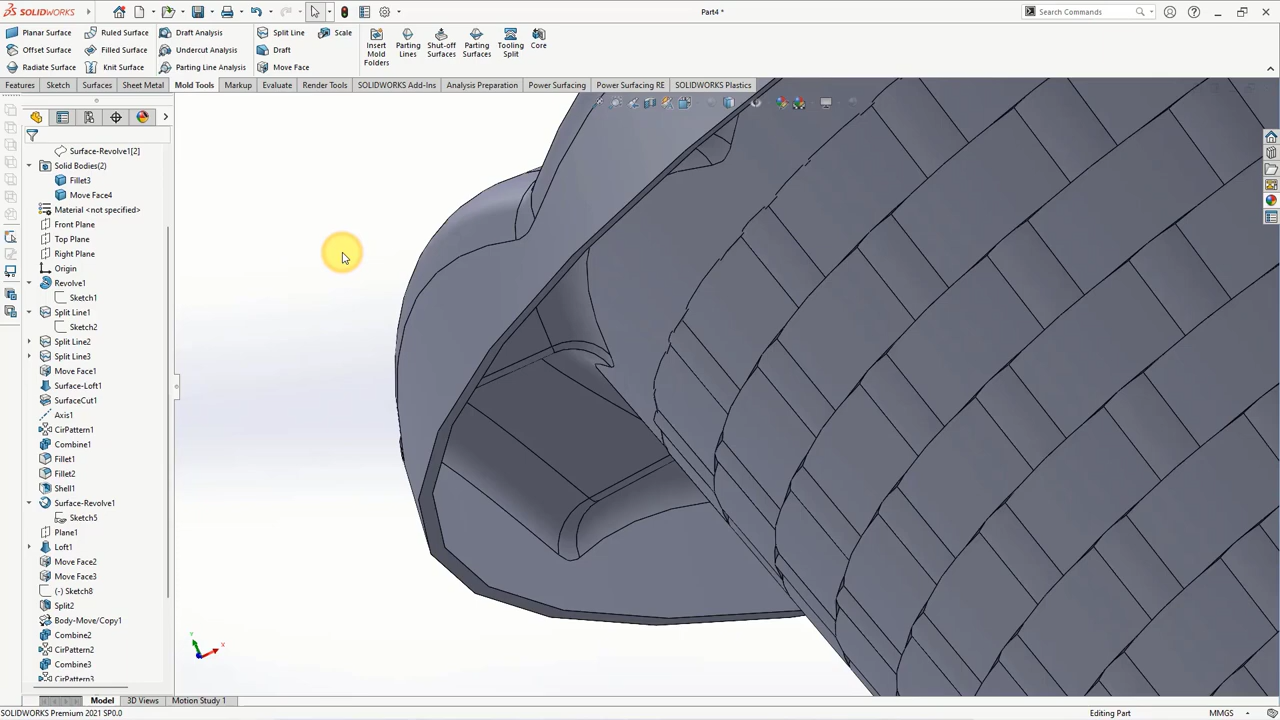 SOLIDWORKS
Part4 *
Search Commands
Planar Surface
Ruled Surface
Draft Analysis
Split Line
Scale
Offset Surface
Filled Surface
Undercut Analysis
Draft
Radiate Surface
Knit Surface
Parting Line Analysis
Move Face
Insert Mold Folders
Parting Lines
Shut-off Surfaces
Parting Surfaces
Tooling Split
Core
Features
Sketch
Surfaces
Sheet Metal
Mold Tools
Markup
Evaluate
Render Tools
SOLIDWORKS Add-Ins
Analysis Preparation
Power Surfacing
Power Surfacing RE
SOLIDWORKS Plastics
Surface-Revolve1[2]
Solid Bodies(2)
Fillet3
Move Face4
Material <not specified>
Front Plane
Top Plane
Right Plane
Origin
Revolve1
Sketch1
Split Line1
Sketch2
Split Line2
Split Line3
Move Face1
Surface-Loft1
SurfaceCut1
Axis1
CirPattern1
Combine1
Fillet1
Fillet2
Shell1
Surface-Revolve1
Sketch5
Plane1
Loft1
Move Face2
Move Face3
(-) Sketch8
Split2
Body-Move/Copy1
Combine2
CirPattern2
Combine3
CirPattern3
Y
X
Model
3D Views
Motion Study 1
SOLIDWORKS Premium 2021 SP0.0
Editing Part
MMGS